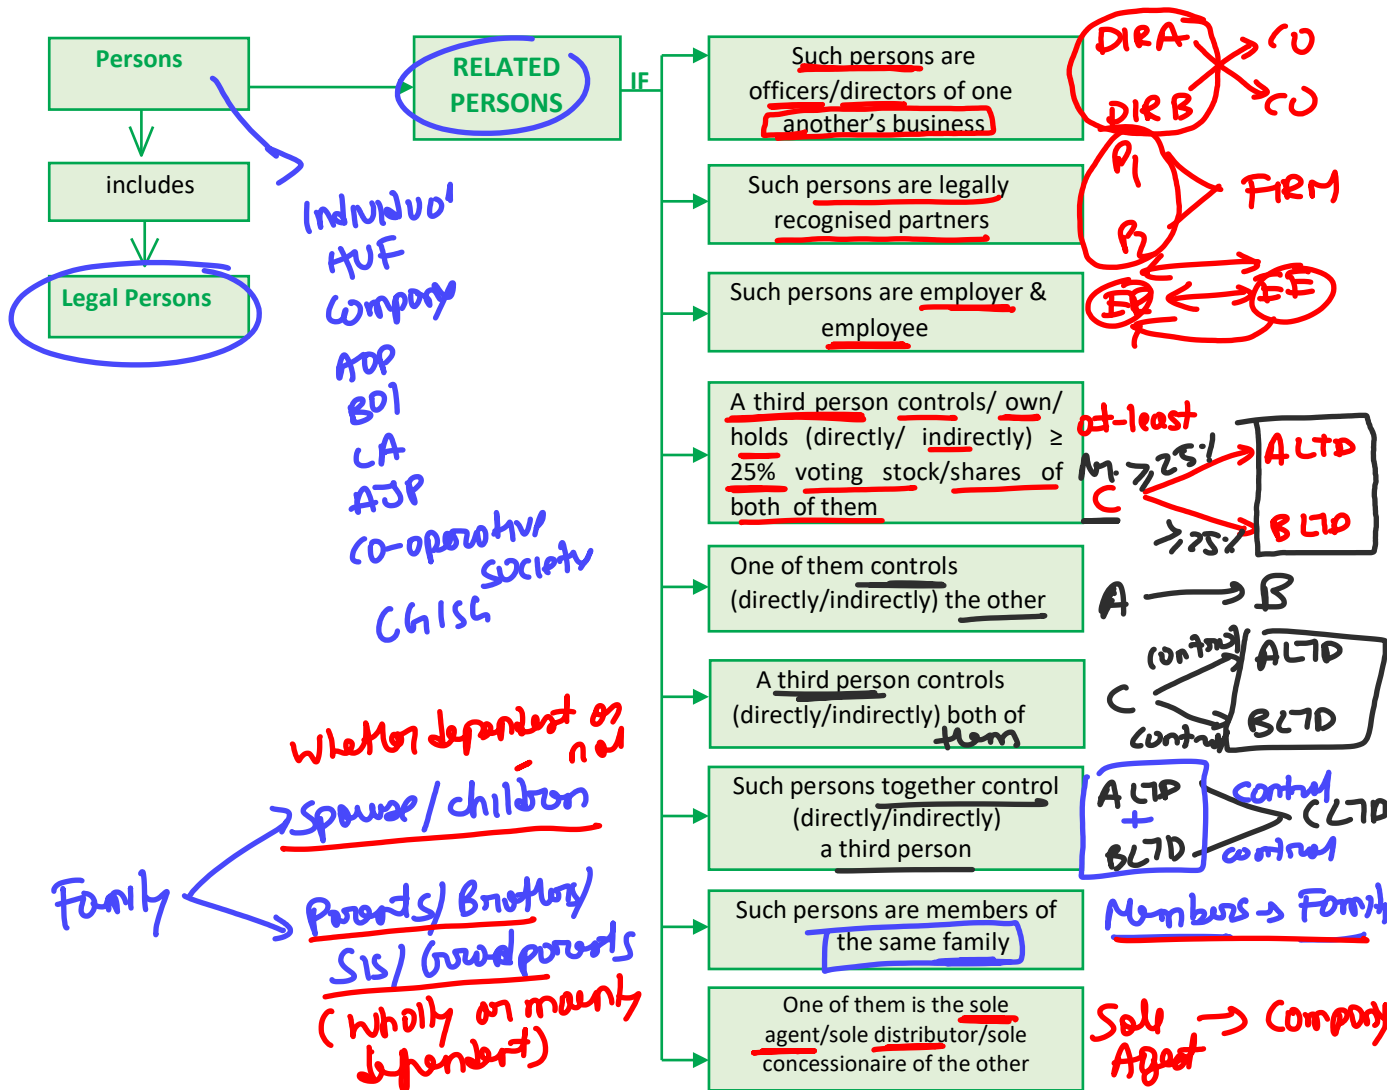 Persons
includes
Legal Persons
RELATED
PERSONS
IF
Individual
HUF
Company
AOP
BOI
LA
AJP
CO-operative
society
CG/SG
Such persons are
officers/directors of one
another's business
DIR A
CO
DIR B
CO
Such persons are legally
recognised partners
P1
P2
FIRM
Such persons are employer &
employee
ER
EE
A third person controls/ own/
holds (directly/ indirectly) ≥
25% voting stock/shares of
both of them
at-least
≥25%
C
A LTD
B LTD
≥25%
One of them controls
(directly/indirectly) the other
A
B
A third person controls
(directly/indirectly) both of
them
control
C
control
A LTD
B LTD
Such persons together control
(directly/indirectly)
a third person
A LTD
+
B LTD
control
C LTD
control
Such persons are members of
the same family
Members → Family
One of them is the sole
agent/sole distributor/sole
concessionaire of the other
Sole → Company
Agent
Whether dependent or
not
Spouse/children
Family
Parents/Brothers/
Sis/Grandparents
(wholly or mainly
dependent)